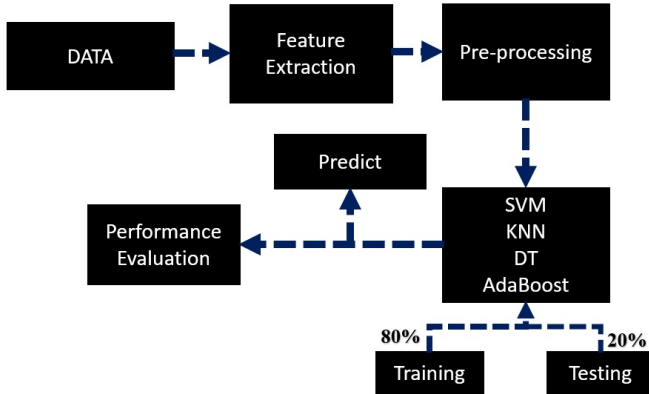 DATA
Feature
Extraction
Pre-processing
Predict
Performance
Evaluation
SVM
KNN
DT
AdaBoost
80%
20%
Training
Testing